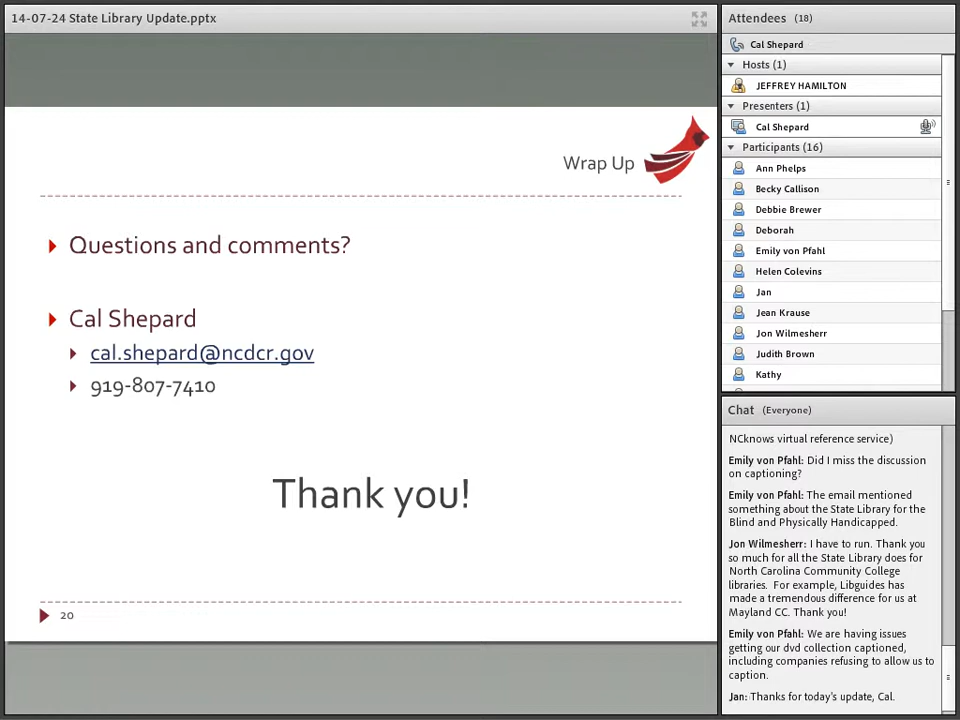 14-07-24 State Library Update.pptx
Wrap Up
Questions and comments?
Cal Shepard
cal.shepard@ncdcr.gov
919-807-7410
Thank you!
20
Attendees (18)
Cal Shepard
Hosts (1)
JEFFREY HAMILTON
Presenters (1)
Cal Shepard
Participants (16)
Ann Phelps
Becky Callison
Debbie Brewer
Deborah
Emily von Pfahl
Helen Colevins
Jan
Jean Krause
Jon Wilmesherr
Judith Brown
Kathy
Chat (Everyone)
NCknows virtual reference service)
Emily von Pfahl: Did I miss the discussion
on captioning?
Emily von Pfahl: The email mentioned
something about the State Library for the
Blind and Physically Handicapped.
Jon Wilmesherr: I have to run. Thank you
so much for all the State Library does for
North Carolina Community College
libraries. For example, Libguides has
made a tremendous difference for us at
Mayland CC. Thank you!
Emily von Pfahl: We are having issues
getting our dvd collection captioned,
including companies refusing to allow us to
caption.
Jan: Thanks for today's update, Cal.